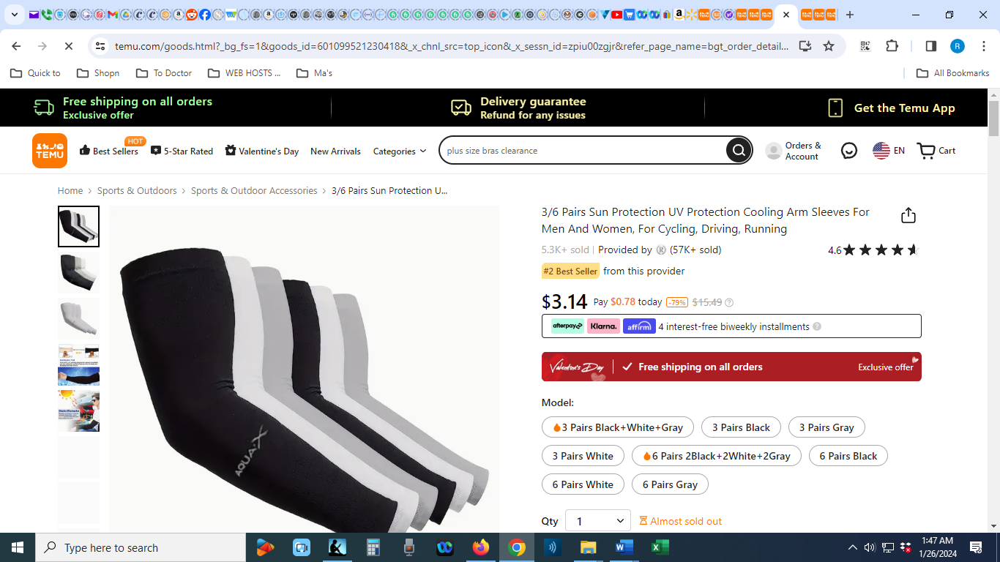 temu.com/goods.html?_bg_fs=1&goods_id=601099521230418&_x_chnl_src=top_icon&_x_sessn_id=zpiu00zgjr&refer_page_name=bgt_order_detail...
R
Quick to
Shopn
To Doctor
WEB HOSTS ...
Ma's
All Bookmarks
Free shipping on all orders
Exclusive offer
Delivery guarantee
Refund for any issues
Get the Temu App
TEMU
Best Sellers
HOT
5-Star Rated
Valentine's Day
New Arrivals
Categories
plus size bras clearance
Orders &
Account
EN
Cart
Home > Sports & Outdoors > Sports & Outdoor Accessories > 3/6 Pairs Sun Protection U...
AQUA·X
3/6 Pairs Sun Protection UV Protection Cooling Arm Sleeves For
Men And Women, For Cycling, Driving, Running
5.3K+ sold | Provided by (57K+ sold)
4.6
#2 Best Seller from this provider
$3.14 Pay $0.78 today -79% $15.49
afterpay Klarna. affirm 4 interest-free biweekly installments
Valentine's Day
Free shipping on all orders
Exclusive offer
Model:
3 Pairs Black+White+Gray
3 Pairs Black
3 Pairs Gray
3 Pairs White
6 Pairs 2Black+2White+2Gray
6 Pairs Black
6 Pairs White
6 Pairs Gray
Qty 1 Almost sold out
Type here to search
1:47 AM
1/26/2024